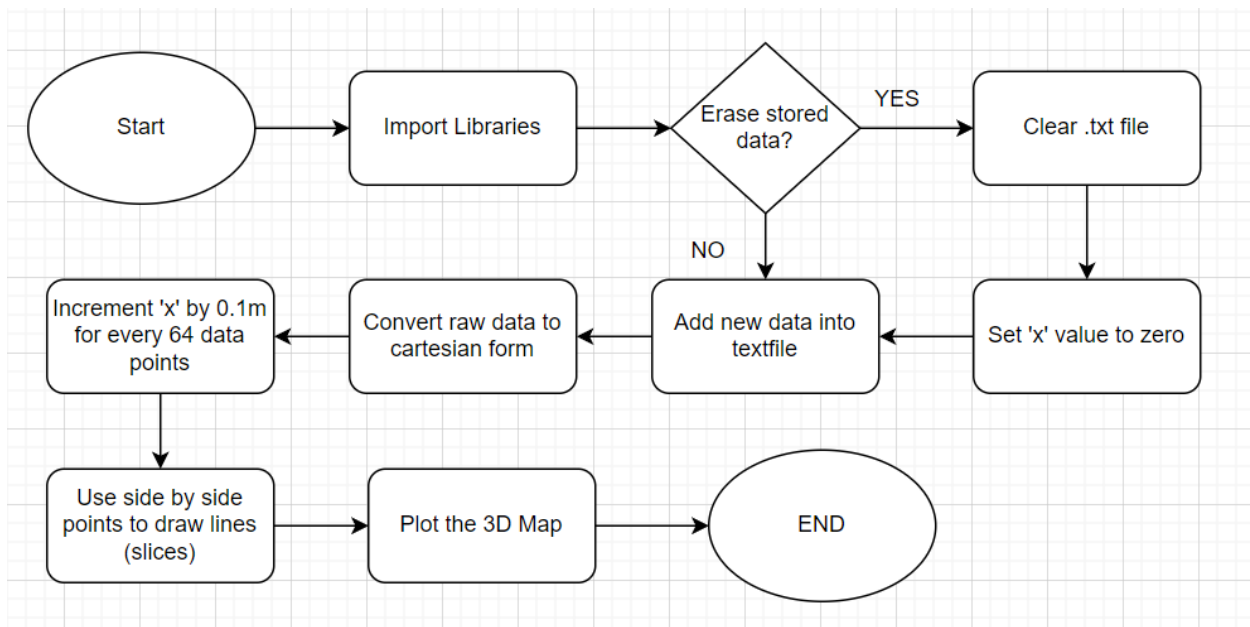 Start
Import Libraries
Erase stored
data?
YES
Clear .txt file
NO
Set 'x' value to zero
Add new data into
textfile
Convert raw data to
cartesian form
Increment 'x' by 0.1m
for every 64 data
points
Use side by side
points to draw lines
(slices)
Plot the 3D Map
END